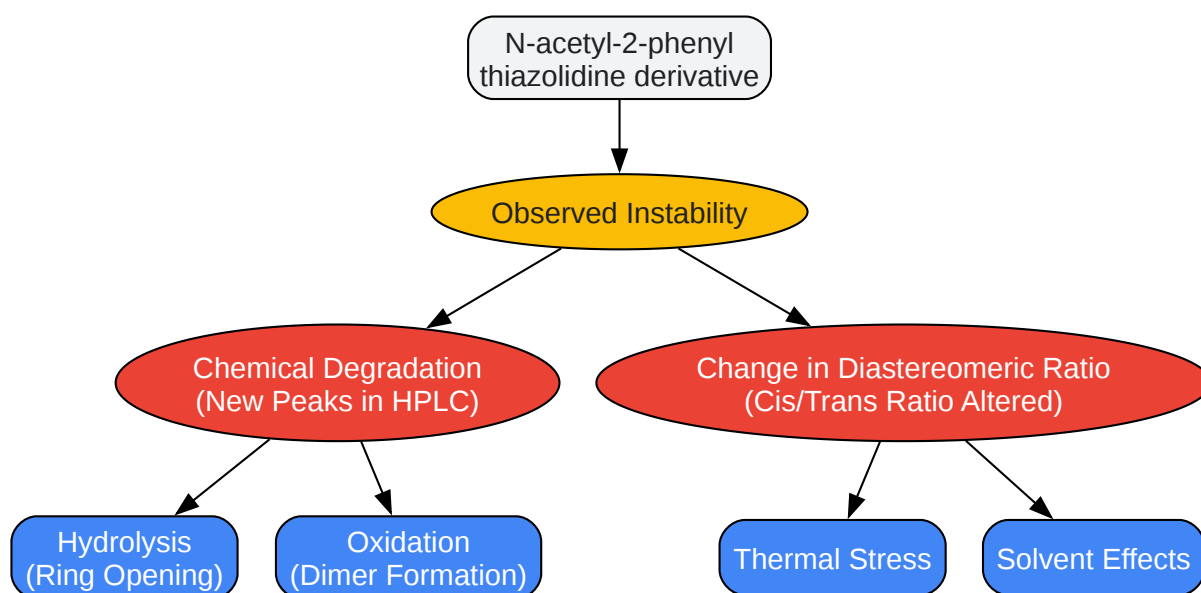 N-acetyl-2-phenyl
thiazolidine derivative
Observed Instability
Chemical Degradation
(New Peaks in HPLC)
Change in Diastereomeric Ratio
(Cis/Trans Ratio Altered)
Hydrolysis
(Ring Opening)
Oxidation
(Dimer Formation)
Thermal Stress
Solvent Effects